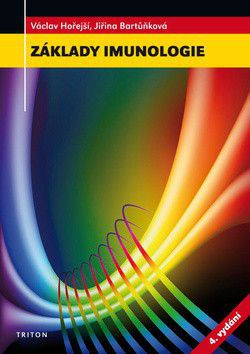 Václav Hořejší, Jiřina Bartůňková
ZÁKLADY IMUNOLOGIE
4. vydání
TRITON